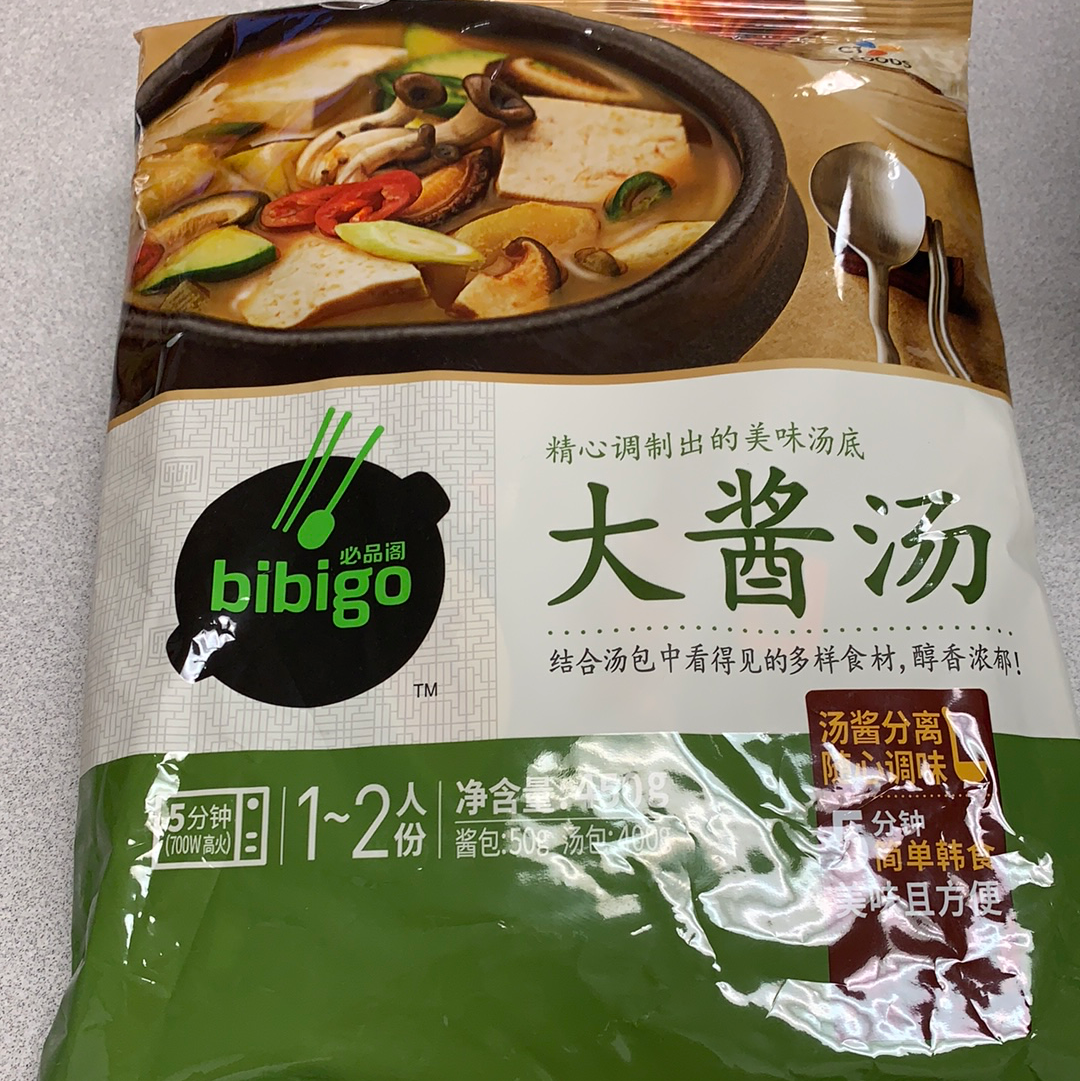 CJ
FOODS
精心调制出的美味汤底
大酱汤
必品阁
bibigo
TM
结合汤包中看得见的多样食材,醇香浓郁!
汤酱分离
随心调味
5分钟
(700W高火)
1~2人份
净含量:450g
酱包:50g 汤包:400g
5分钟
简单韩食
美味且方便